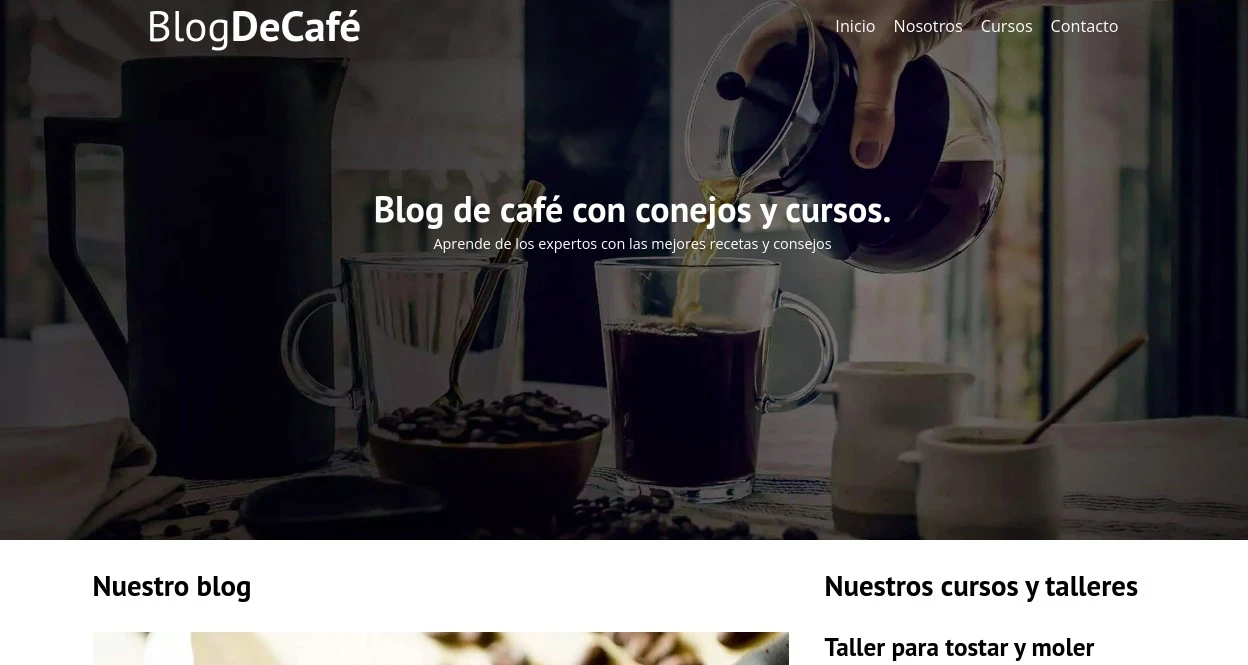 BlogDeCafé
Inicio Nosotros Cursos Contacto
Blog de café con conejos y cursos.
Aprende de los expertos con las mejores recetas y consejos
Nuestro blog
Nuestros cursos y talleres
Taller para tostar y moler